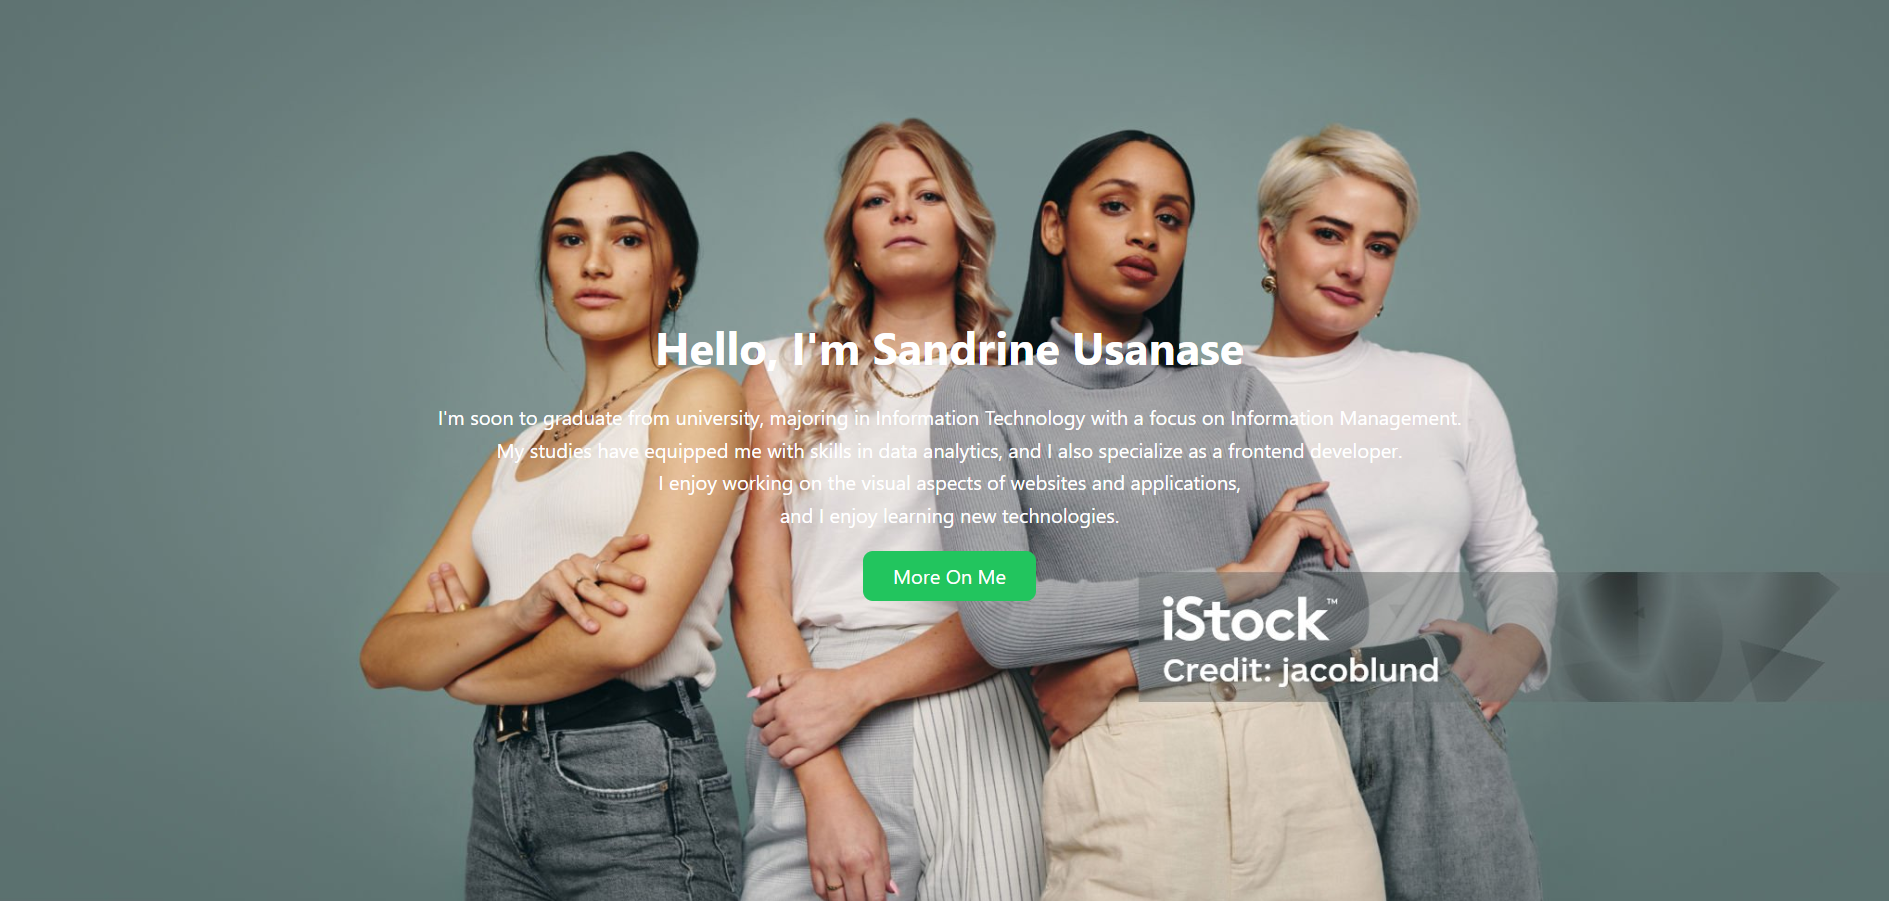 Hello, I'm Sandrine Usanase
I'm soon to graduate from university, majoring in Information Technology with a focus on Information Management.
My studies have equipped me with skills in data analytics, and I also specialize as a frontend developer.
I enjoy working on the visual aspects of websites and applications,
and I enjoy learning new technologies.
More On Me
iStock™
Credit: jacoblund